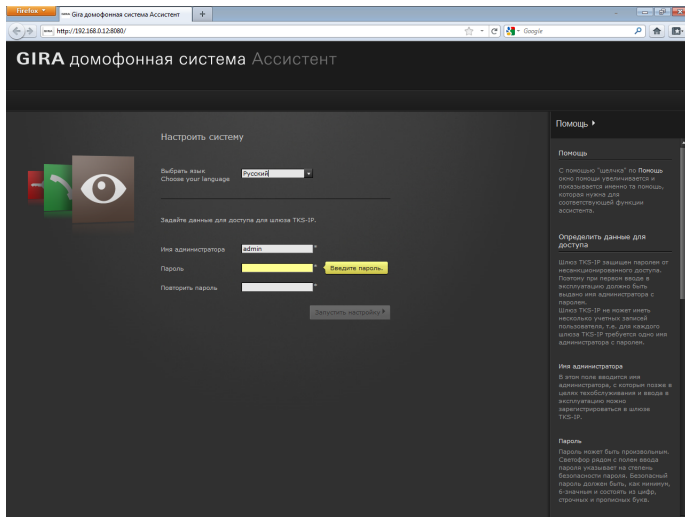 Firefox
Gira домофонная система Ассистент
+
http://192.168.0.12:8080/
Google
GIRA домофонная система Ассистент
Настроить систему
Выбрать язык
Choose your language
Русский
Задайте данные для доступа для шлюза TKS-IP.
Имя администратора
admin
*
Пароль
*
Введите пароль.
Повторить пароль
*
Запустить настройку
Помощь
Помощь
С помощью "щелчка" по Помощь
окно помощи увеличивается и
показывается именно та помощь,
которая нужна для
соответствующей функции
ассистента.
Определить данные для
доступа
Шлюз TKS-IP защищен паролем от
несанкционированного доступа.
Поэтому при первом вводе в
эксплуатацию должно быть
выдано имя администратора с
паролем.
Шлюз TKS-IP не может иметь
несколько учетных записей
пользователя, т.е. для каждого
шлюза TKS-IP требуется одно имя
администратора с паролем.
Имя администратора
В этом поле вводится имя
администратора, с которым позже в
целях техобслуживания и ввода в
эксплуатацию можно
зарегистрироваться в шлюзе
TKS-IP.
Пароль
Пароль может быть произвольным.
Светофор рядом с полем ввода
пароля указывает на степень
безопасности пароля. Безопасный
пароль должен быть, как минимум,
6-значным и состоять из цифр,
строчных и прописных букв.